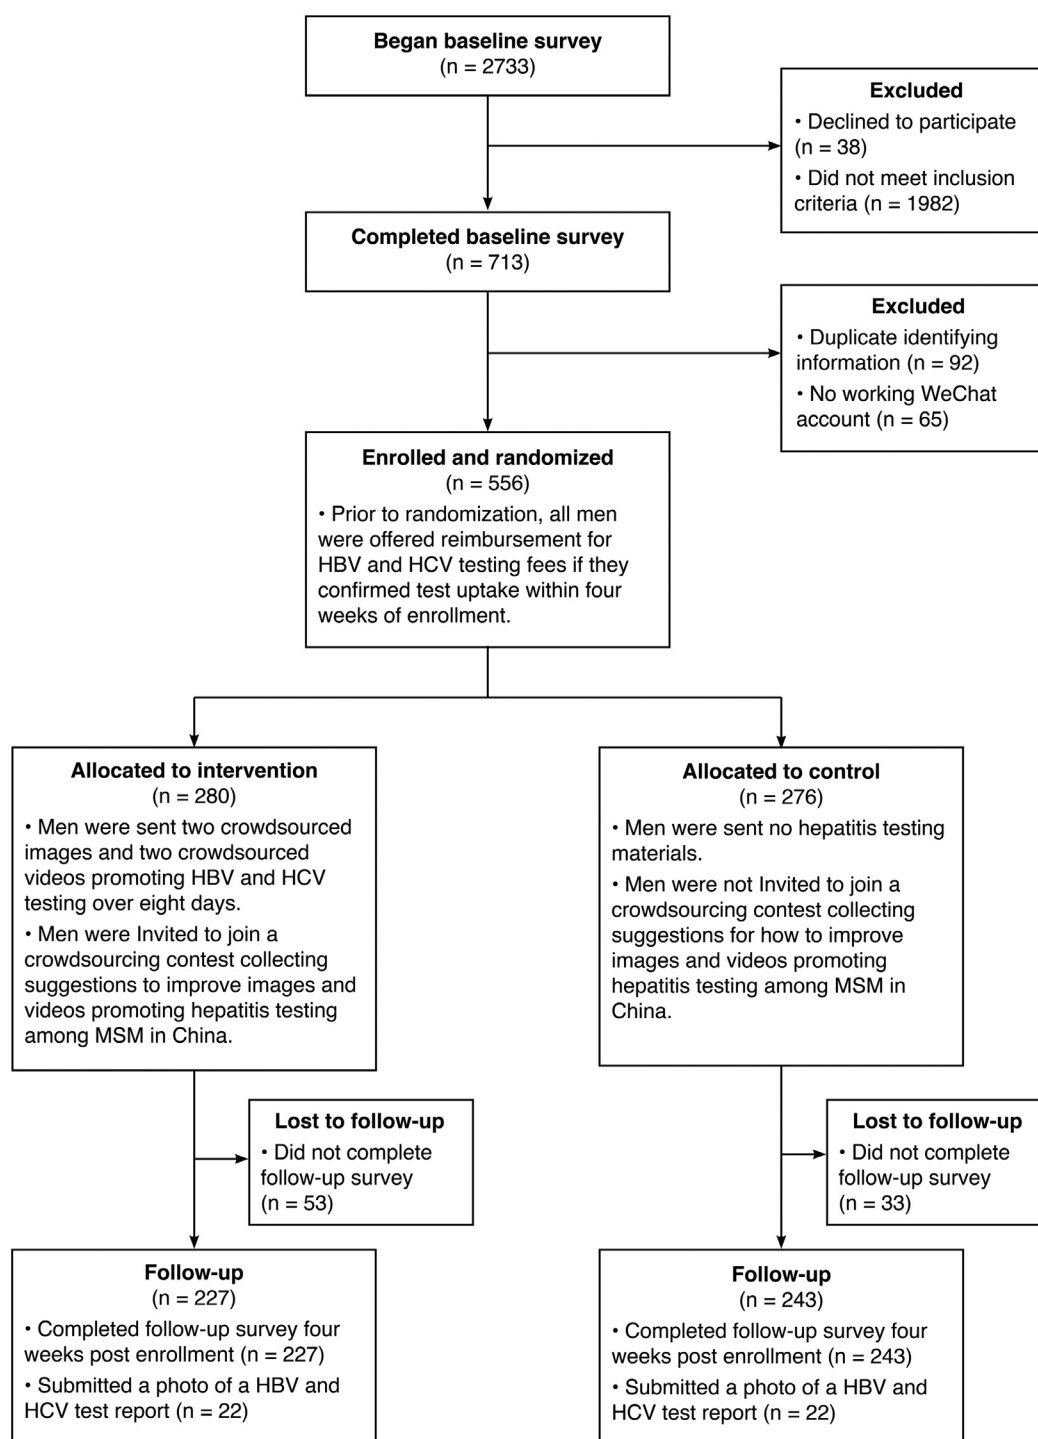 Began baseline survey
(n = 2733)
Excluded
• Declined to participate
(n = 38)
• Did not meet inclusion
criteria (n = 1982)
Completed baseline survey
(n = 713)
Excluded
• Duplicate identifying
information (n = 92)
• No working WeChat
account (n = 65)
Enrolled and randomized
(n = 556)
• Prior to randomization, all men
were offered reimbursement for
HBV and HCV testing fees if they
confirmed test uptake within four
weeks of enrollment.
Allocated to intervention
(n = 280)
• Men were sent two crowdsourced
images and two crowdsourced
videos promoting HBV and HCV
testing over eight days.
• Men were Invited to join a
crowdsourcing contest collecting
suggestions to improve images and
videos promoting hepatitis testing
among MSM in China.
Allocated to control
(n = 276)
• Men were sent no hepatitis testing
materials.
• Men were not Invited to join a
crowdsourcing contest collecting
suggestions for how to improve
images and videos promoting
hepatitis testing among MSM in
China.
Lost to follow-up
• Did not complete
follow-up survey
(n = 53)
Lost to follow-up
• Did not complete
follow-up survey
(n = 33)
Follow-up
(n = 227)
• Completed follow-up survey four
weeks post enrollment (n = 227)
• Submitted a photo of a HBV and
HCV test report (n = 22)
Follow-up
(n = 243)
• Completed follow-up survey four
weeks post enrollment (n = 243)
• Submitted a photo of a HBV and
HCV test report (n = 22)